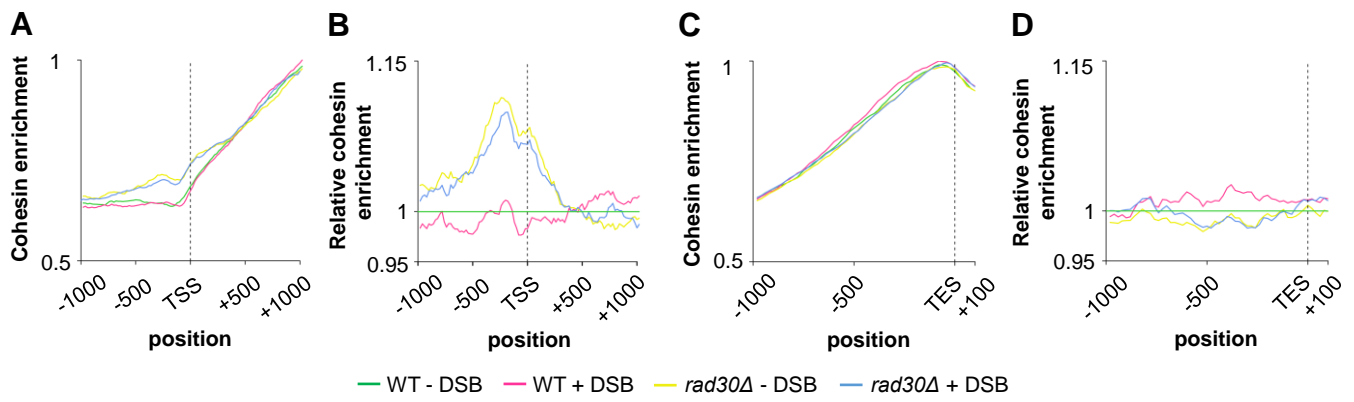 A
Cohesin enrichment
1
0.5
-1000
-500
TSS
+500
+1000
position
B
Relative cohesin
enrichment
1.15
1
0.95
-1000
-500
TSS
+500
+1000
position
C
Cohesin enrichment
1
0.5
-1000
-500
TES
+100
position
D
Relative cohesin
enrichment
1.15
1
0.95
-1000
-500
TES
+100
position
WT - DSB WT + DSB rad30Δ - DSB rad30Δ + DSB